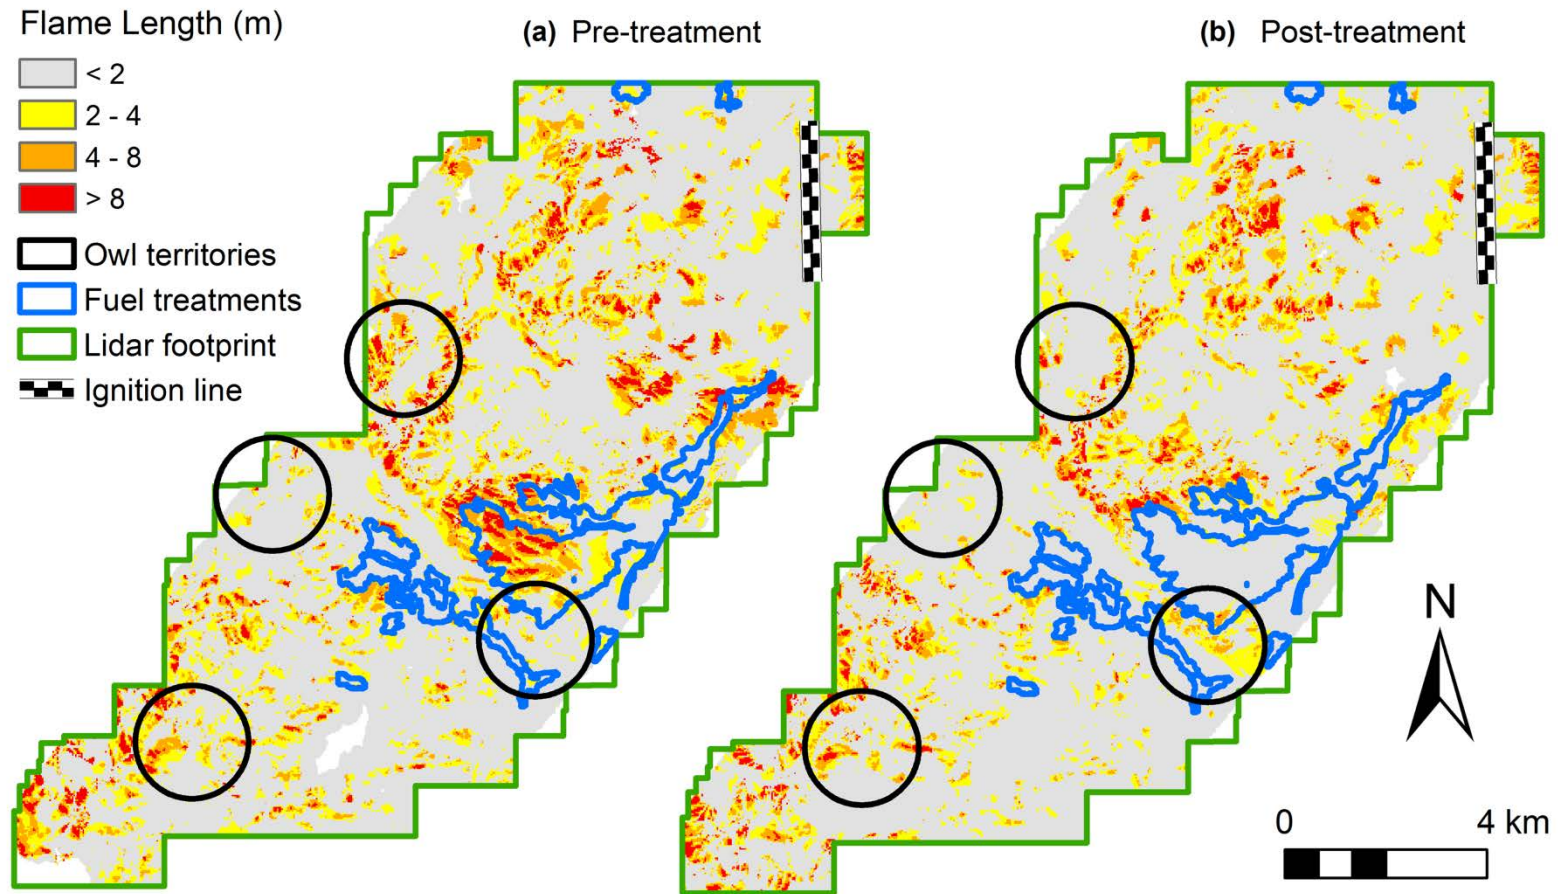 Flame Length (m)
< 2
2 - 4
4 - 8
> 8
Owl territories
Fuel treatments
Lidar footprint
Ignition line
(a) Pre-treatment
(b) Post-treatment
N
0 4 km